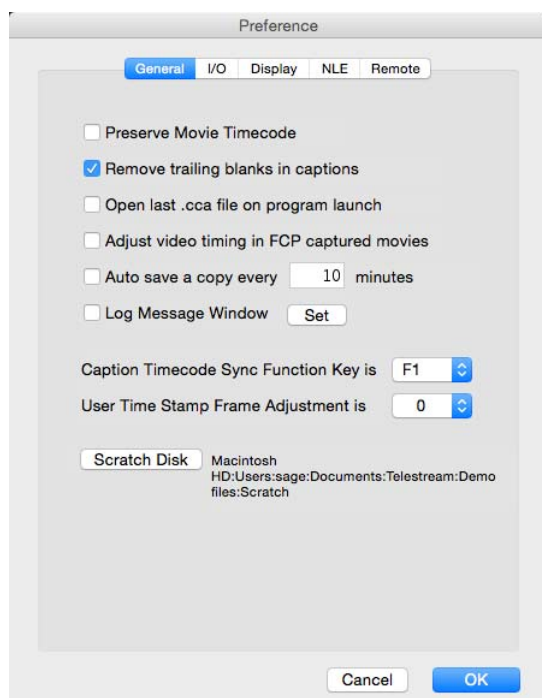 Preference
General I/O Display NLE Remote
Preserve Movie Timecode
Remove trailing blanks in captions
Open last .cca file on program launch
Adjust video timing in FCP captured movies
Auto save a copy every 10 minutes
Log Message Window Set
Caption Timecode Sync Function Key is F1
User Time Stamp Frame Adjustment is 0
Scratch Disk Macintosh
HD:Users:sage:Documents:Telestream:Demo
files:Scratch
Cancel OK